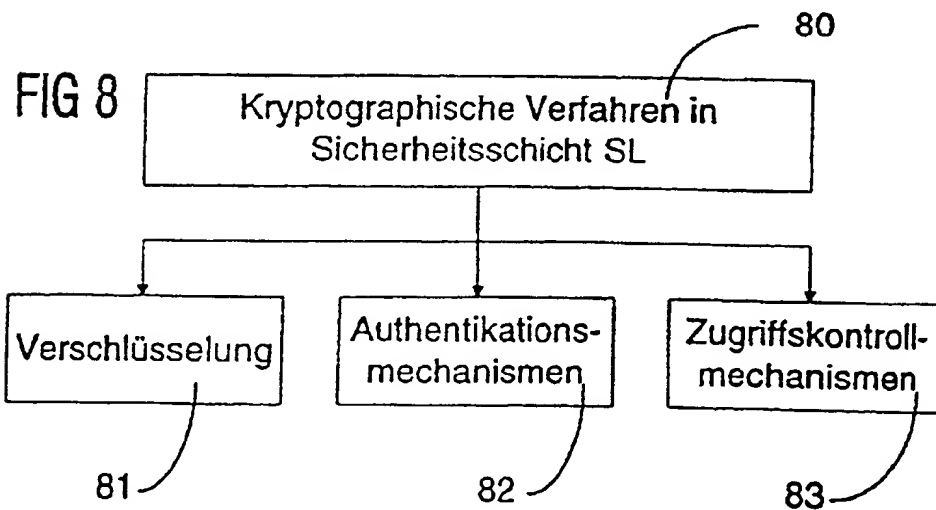 80
FIG 8
Kryptographische Verfahren in
Sicherheitsschicht SL
Verschlüsselung
Authentikations-
mechanismen
Zugriffskontroll-
mechanismen
81
82
83